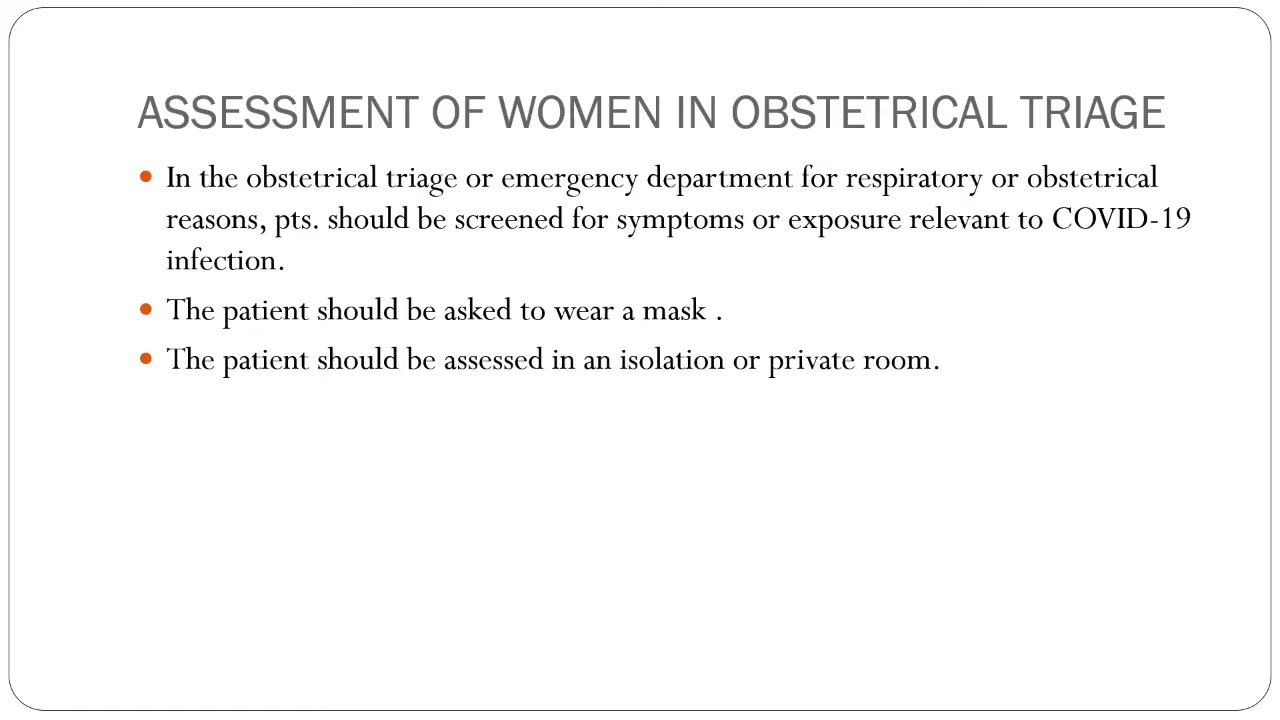 ASSESSMENT OF WOMEN IN OBSTETRICAL TRIAGE
• In the obstetrical triage or emergency department for respiratory or obstetrical
reasons, pts. should be screened for symptoms or exposure relevant to COVID-19
infection.
• The patient should be asked to wear a mask .
• The patient should be assessed in an isolation or private room.